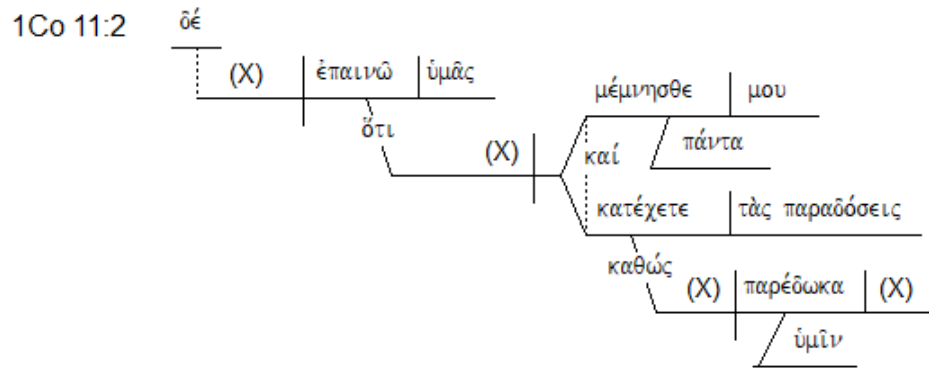 1Co 11:2
δέ
(X) ἐπαινῶ ὑμᾶς
ὅτι
(X)
μέμνησθε μου
πάντα
καί
κατέχετε τὰς παραδόσεις
καθώς
(X) παρέδωκα (X)
ὑμῖν